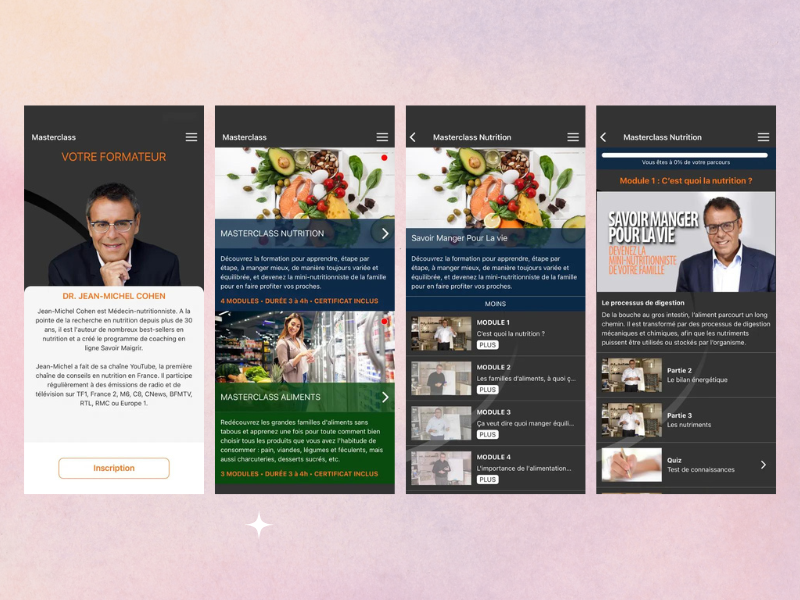 Masterclass
VOTRE FORMATEUR
DR. JEAN-MICHEL COHEN
Jean-Michel Cohen est Médecin-nutritionniste. A la
pointe de la recherche en nutrition depuis plus de 30
ans, il est l'auteur de nombreux best-sellers en
nutrition et a créé le programme de coaching en
ligne Savoir Maigrir.
Jean-Michel a fait de sa chaîne YouTube, la première
chaîne de conseils en nutrition en France. Il participe
régulièrement à des émissions de radio et de
télévision sur TF1, France 2, M6, C8, CNews, BFMTV,
RTL, RMC ou Europe 1.
Inscription
Masterclass
MASTERCLASS NUTRITION
Découvrez la formation pour apprendre, étape par
étape, à manger mieux, de manière toujours variée et
équilibrée, et devenez la mini-nutritionniste de la famille
pour en faire profiter vos proches.
4 MODULES • DURÉE 3 à 4h • CERTIFICAT INCLUS
MASTERCLASS ALIMENTS
Redécouvrez les grandes familles d'aliments sans
tabous et apprenez une fois pour toute comment bien
choisir tous les produits que vous avez l'habitude de
consommer : pain, viandes, légumes et féculents, mais
aussi charcuteries, desserts sucrés, etc.
3 MODULES • DURÉE 3 à 4h • CERTIFICAT INCLUS
Masterclass Nutrition
Savoir Manger Pour La vie
Découvrez la formation pour apprendre, étape par
étape, à manger mieux, de manière toujours variée et
équilibrée, et devenez la mini-nutritionniste de la famille
pour en faire profiter vos proches.
MOINS
MODULE 1
C'est quoi la nutrition ?
PLUS
MODULE 2
Les familles d'aliments, à quoi ç...
PLUS
MODULE 3
Ça veut dire quoi manger équili...
PLUS
MODULE 4
L'importance de l'alimentation...
PLUS
Masterclass Nutrition
Vous êtes à 0% de votre parcours
Module 1 : C'est quoi la nutrition ?
SAVOIR MANGER
POUR LA VIE
DEVENEZ LA
MINI-NUTRITIONNISTE
DE VOTRE FAMILLE
Le processus de digestion
De la bouche au gros intestin, l'aliment parcourt un long
chemin. Il est transformé par des processus de digestion
mécaniques et chimiques, afin que les nutriments
puissent être utilisés ou stockés par l'organisme.
Partie 2
Le bilan énergétique
Partie 3
Les nutriments
Quiz
Test de connaissances